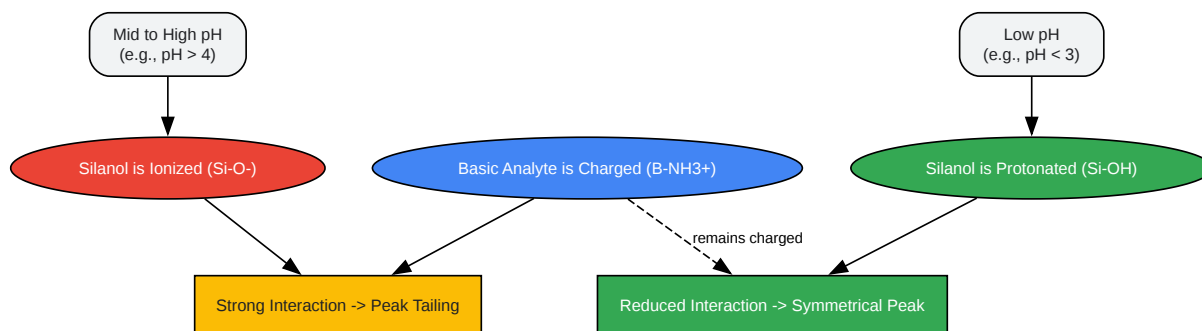 Mid to High pH
(e.g., pH > 4)
Low pH
(e.g., pH < 3)
Silanol is Ionized (Si-O-)
Basic Analyte is Charged (B-NH3+)
Silanol is Protonated (Si-OH)
remains charged
Strong Interaction -> Peak Tailing
Reduced Interaction -> Symmetrical Peak